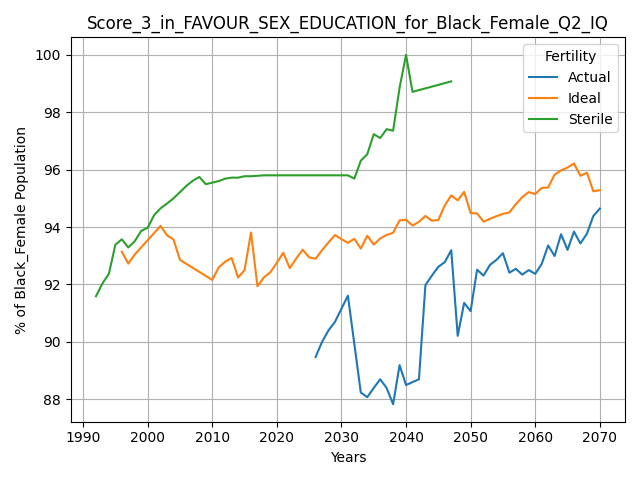 Score_3_in_FAVOUR_SEX_EDUCATION_for_Black_Female_Q2_IQ
Fertility
Actual
Ideal
Sterile
% of Black_Female Population
100
98
96
94
92
90
88
1990 2000 2010 2020 2030 2040 2050 2060 2070
Years